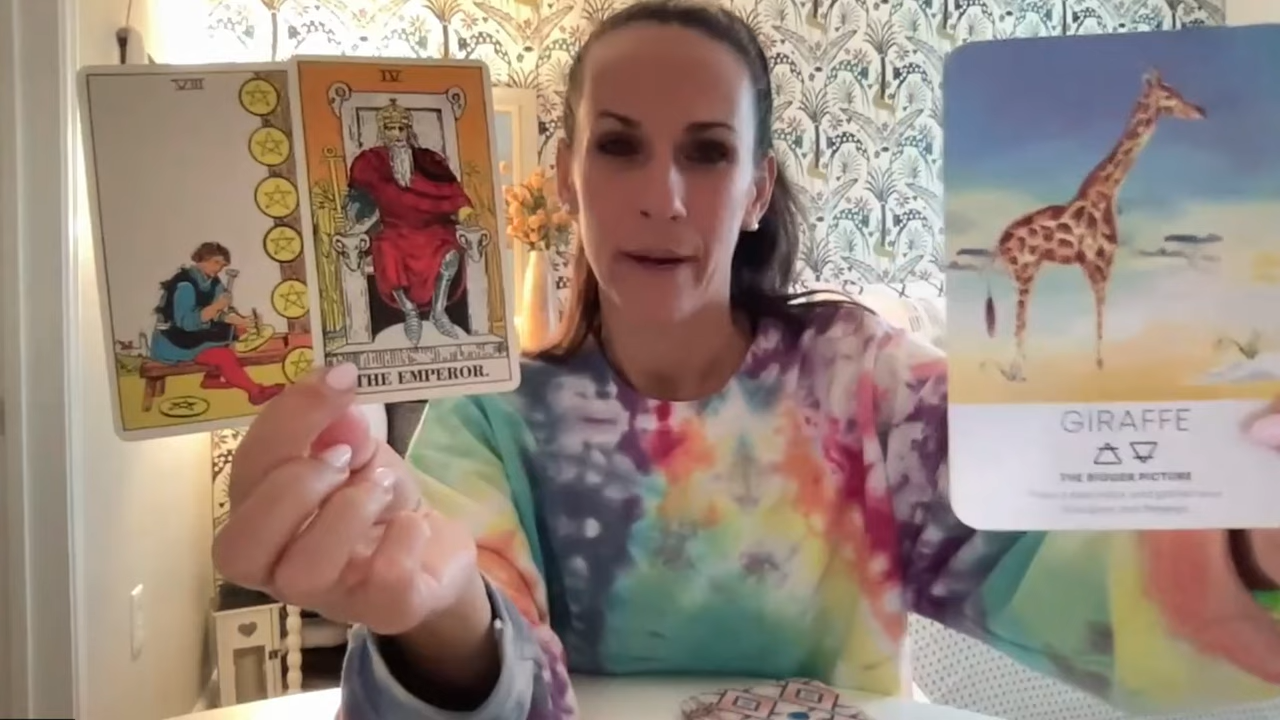 VIII
IV
THE EMPEROR.
GIRAFFE
THE BIGGER PICTURE